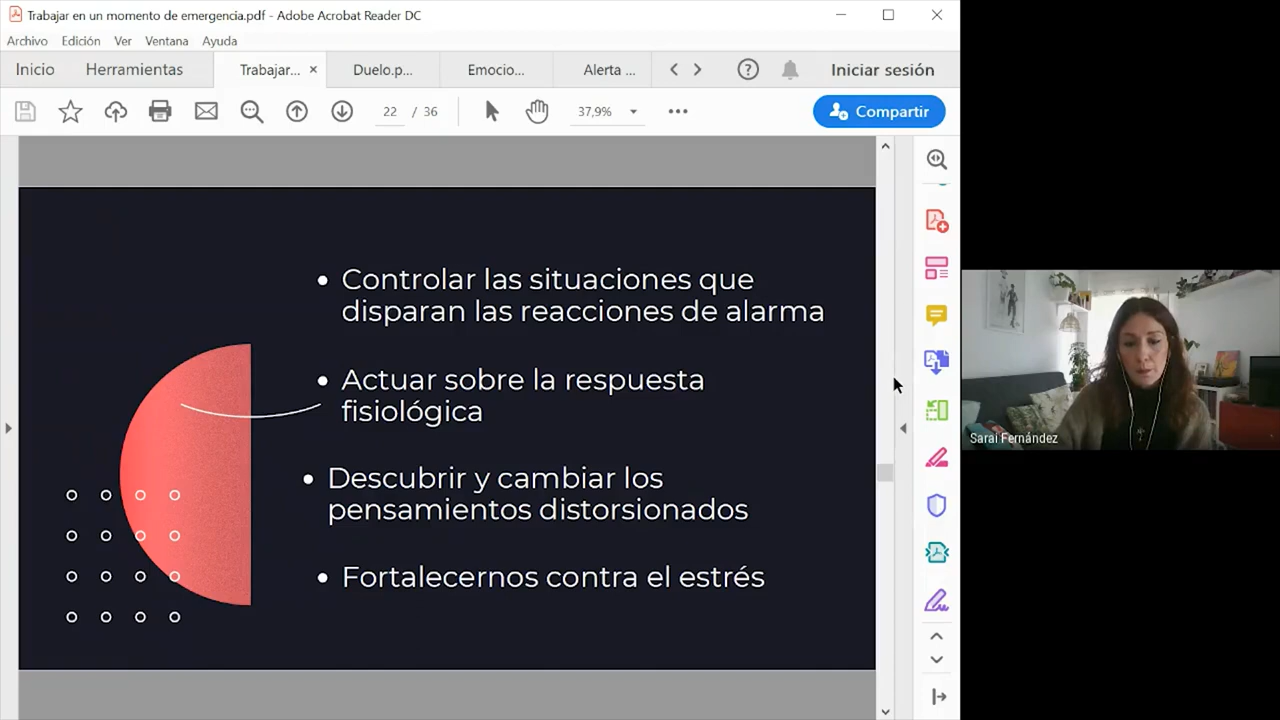 Trabajar en un momento de emergencia.pdf - Adobe Acrobat Reader DC
Archivo Edición Ver Ventana Ayuda
Inicio Herramientas Trabajar... Duelo.p... Emocio... Alerta ... Iniciar sesión
22 / 36 37,9% Compartir
• Controlar las situaciones que
disparan las reacciones de alarma
• Actuar sobre la respuesta
fisiológica
• Descubrir y cambiar los
pensamientos distorsionados
• Fortalecernos contra el estrés
Sarai Fernández